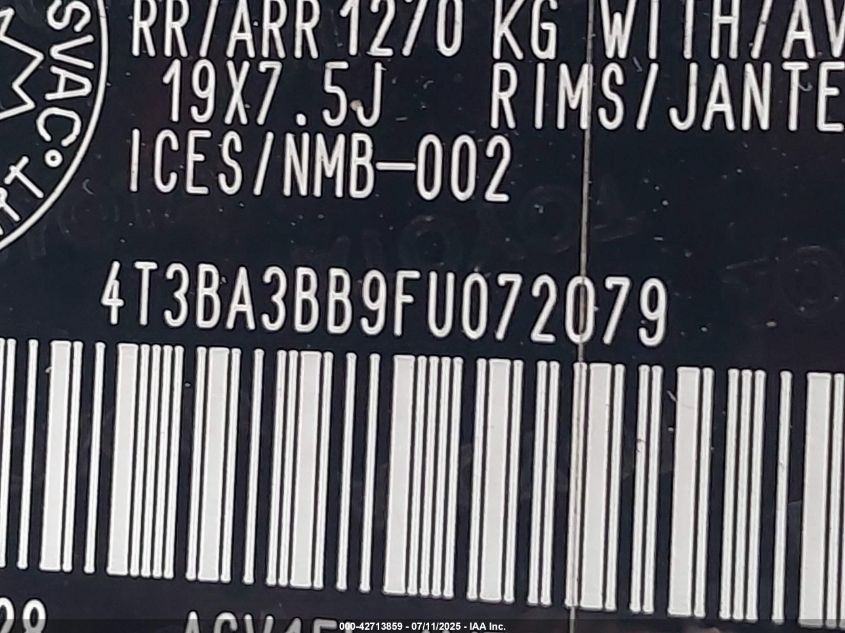 RR/ARR 1270 KG WITH/AV
19X7.5J RIMS/JANTE
SVAC
ICES/NMB-002
4T3BA3BB9FU072079
000-42713859 - 07/11/2025 - IAA Inc.